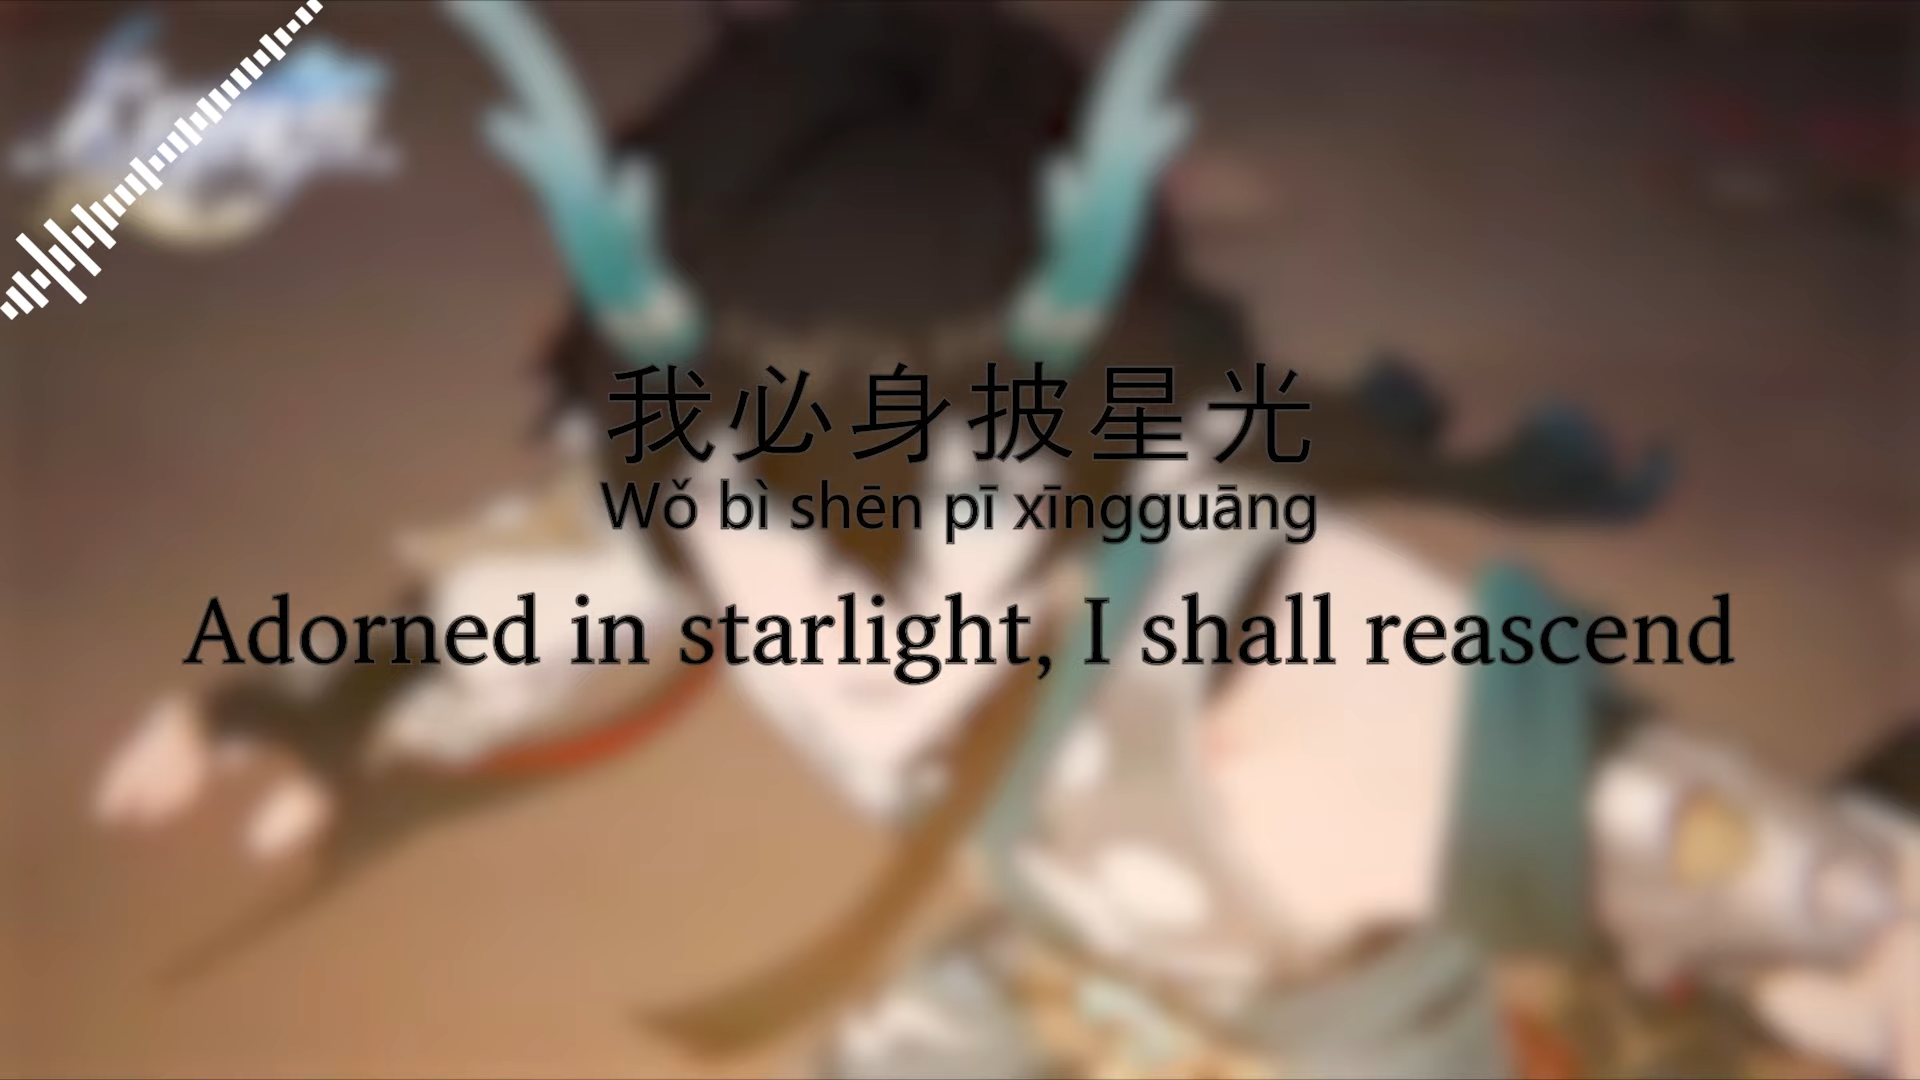 我必身披星光
Wǒ bì shēn pī xīngguāng
Adorned in starlight, I shall reascend